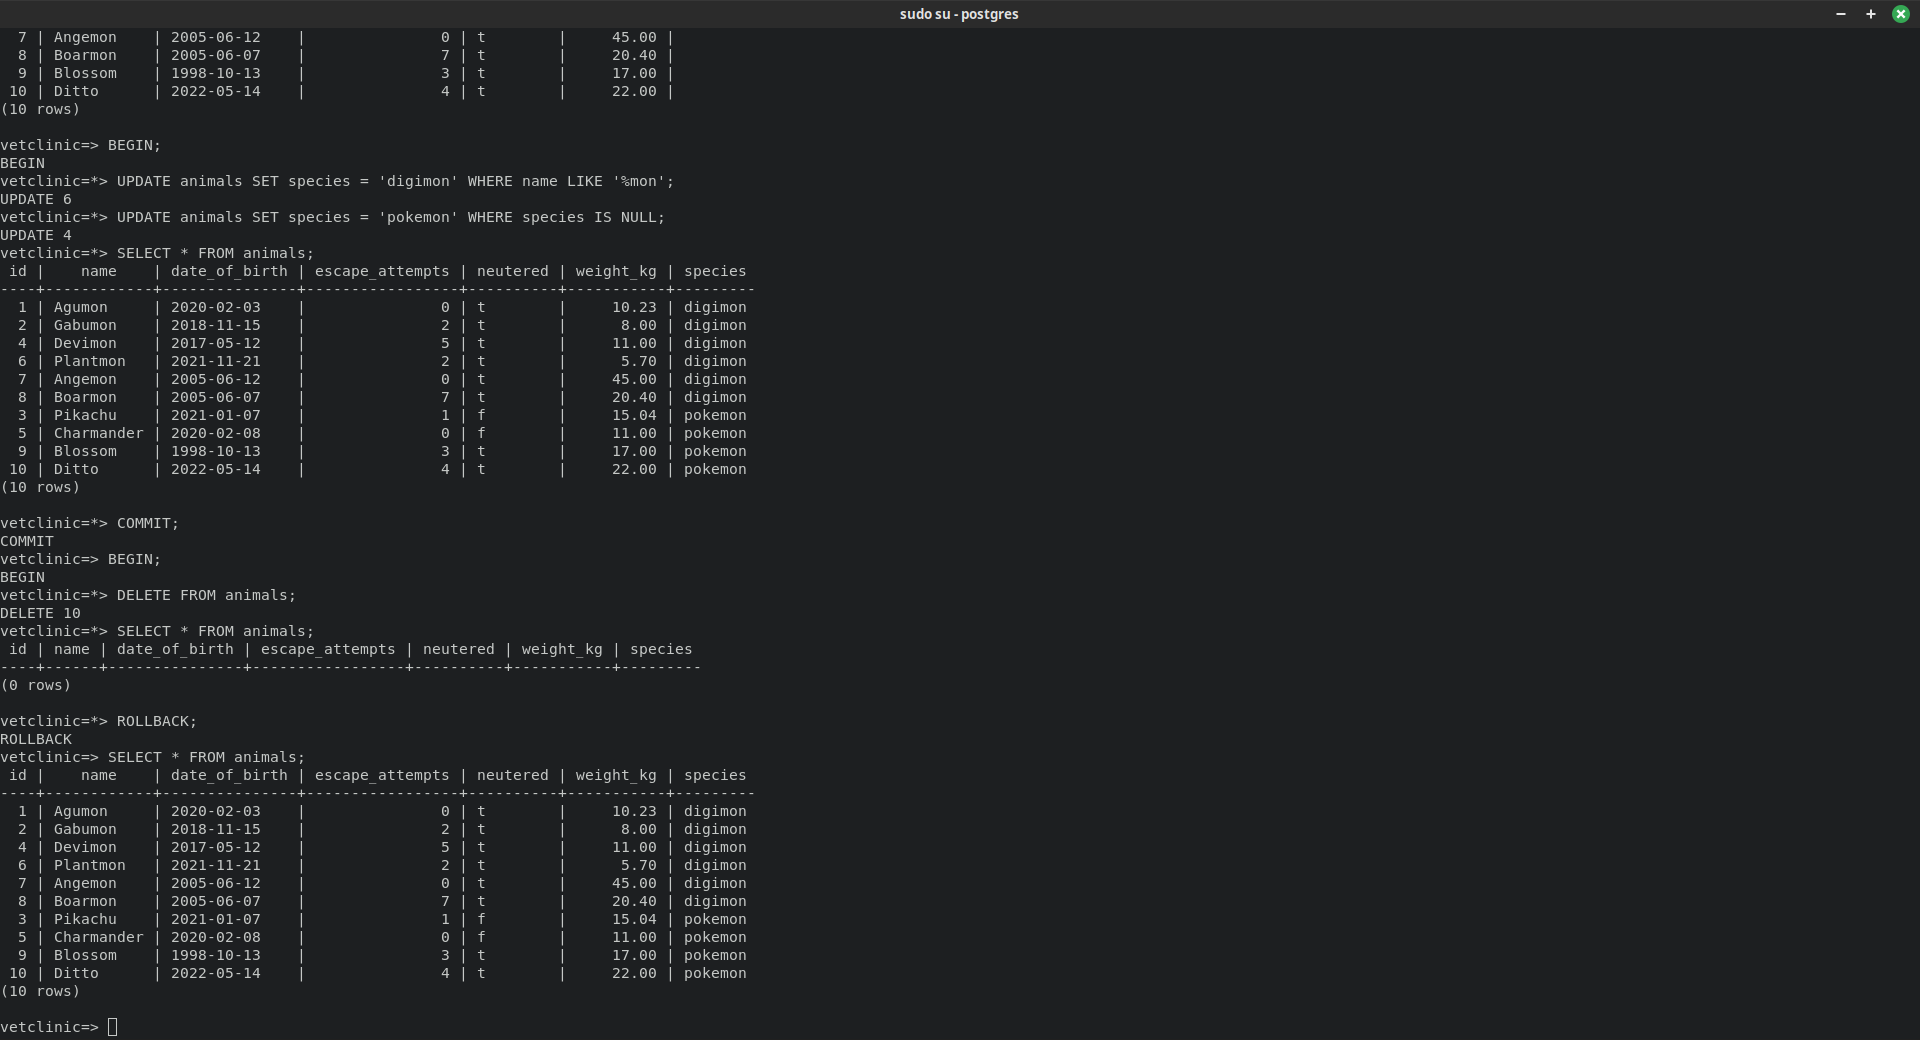 sudo su - postgres
  7 | Angemon    | 2005-06-12    |               0 | t        |     45.00 |
  8 | Boarmon    | 2005-06-07    |               7 | t        |     20.40 |
  9 | Blossom    | 1998-10-13    |               3 | t        |     17.00 |
 10 | Ditto      | 2022-05-14    |               4 | t        |     22.00 |
(10 rows)

vetclinic=> BEGIN;
BEGIN
vetclinic=*> UPDATE animals SET species = 'digimon' WHERE name LIKE '%mon';
UPDATE 6
vetclinic=*> UPDATE animals SET species = 'pokemon' WHERE species IS NULL;
UPDATE 4
vetclinic=*> SELECT * FROM animals;
 id |    name    | date_of_birth | escape_attempts | neutered | weight_kg | species
----+------------+---------------+-----------------+----------+-----------+---------
  1 | Agumon     | 2020-02-03    |               0 | t        |     10.23 | digimon
  2 | Gabumon    | 2018-11-15    |               2 | t        |      8.00 | digimon
  4 | Devimon    | 2017-05-12    |               5 | t        |     11.00 | digimon
  6 | Plantmon   | 2021-11-21    |               2 | t        |      5.70 | digimon
  7 | Angemon    | 2005-06-12    |               0 | t        |     45.00 | digimon
  8 | Boarmon    | 2005-06-07    |               7 | t        |     20.40 | digimon
  3 | Pikachu    | 2021-01-07    |               1 | f        |     15.04 | pokemon
  5 | Charmander | 2020-02-08    |               0 | f        |     11.00 | pokemon
  9 | Blossom    | 1998-10-13    |               3 | t        |     17.00 | pokemon
 10 | Ditto      | 2022-05-14    |               4 | t        |     22.00 | pokemon
(10 rows)

vetclinic=*> COMMIT;
COMMIT
vetclinic=> BEGIN;
BEGIN
vetclinic=*> DELETE FROM animals;
DELETE 10
vetclinic=*> SELECT * FROM animals;
 id | name | date_of_birth | escape_attempts | neutered | weight_kg | species
----+------+---------------+-----------------+----------+-----------+---------
(0 rows)

vetclinic=*> ROLLBACK;
ROLLBACK
vetclinic=> SELECT * FROM animals;
 id |    name    | date_of_birth | escape_attempts | neutered | weight_kg | species
----+------------+---------------+-----------------+----------+-----------+---------
  1 | Agumon     | 2020-02-03    |               0 | t        |     10.23 | digimon
  2 | Gabumon    | 2018-11-15    |               2 | t        |      8.00 | digimon
  4 | Devimon    | 2017-05-12    |               5 | t        |     11.00 | digimon
  6 | Plantmon   | 2021-11-21    |               2 | t        |      5.70 | digimon
  7 | Angemon    | 2005-06-12    |               0 | t        |     45.00 | digimon
  8 | Boarmon    | 2005-06-07    |               7 | t        |     20.40 | digimon
  3 | Pikachu    | 2021-01-07    |               1 | f        |     15.04 | pokemon
  5 | Charmander | 2020-02-08    |               0 | f        |     11.00 | pokemon
  9 | Blossom    | 1998-10-13    |               3 | t        |     17.00 | pokemon
 10 | Ditto      | 2022-05-14    |               4 | t        |     22.00 | pokemon
(10 rows)

vetclinic=>